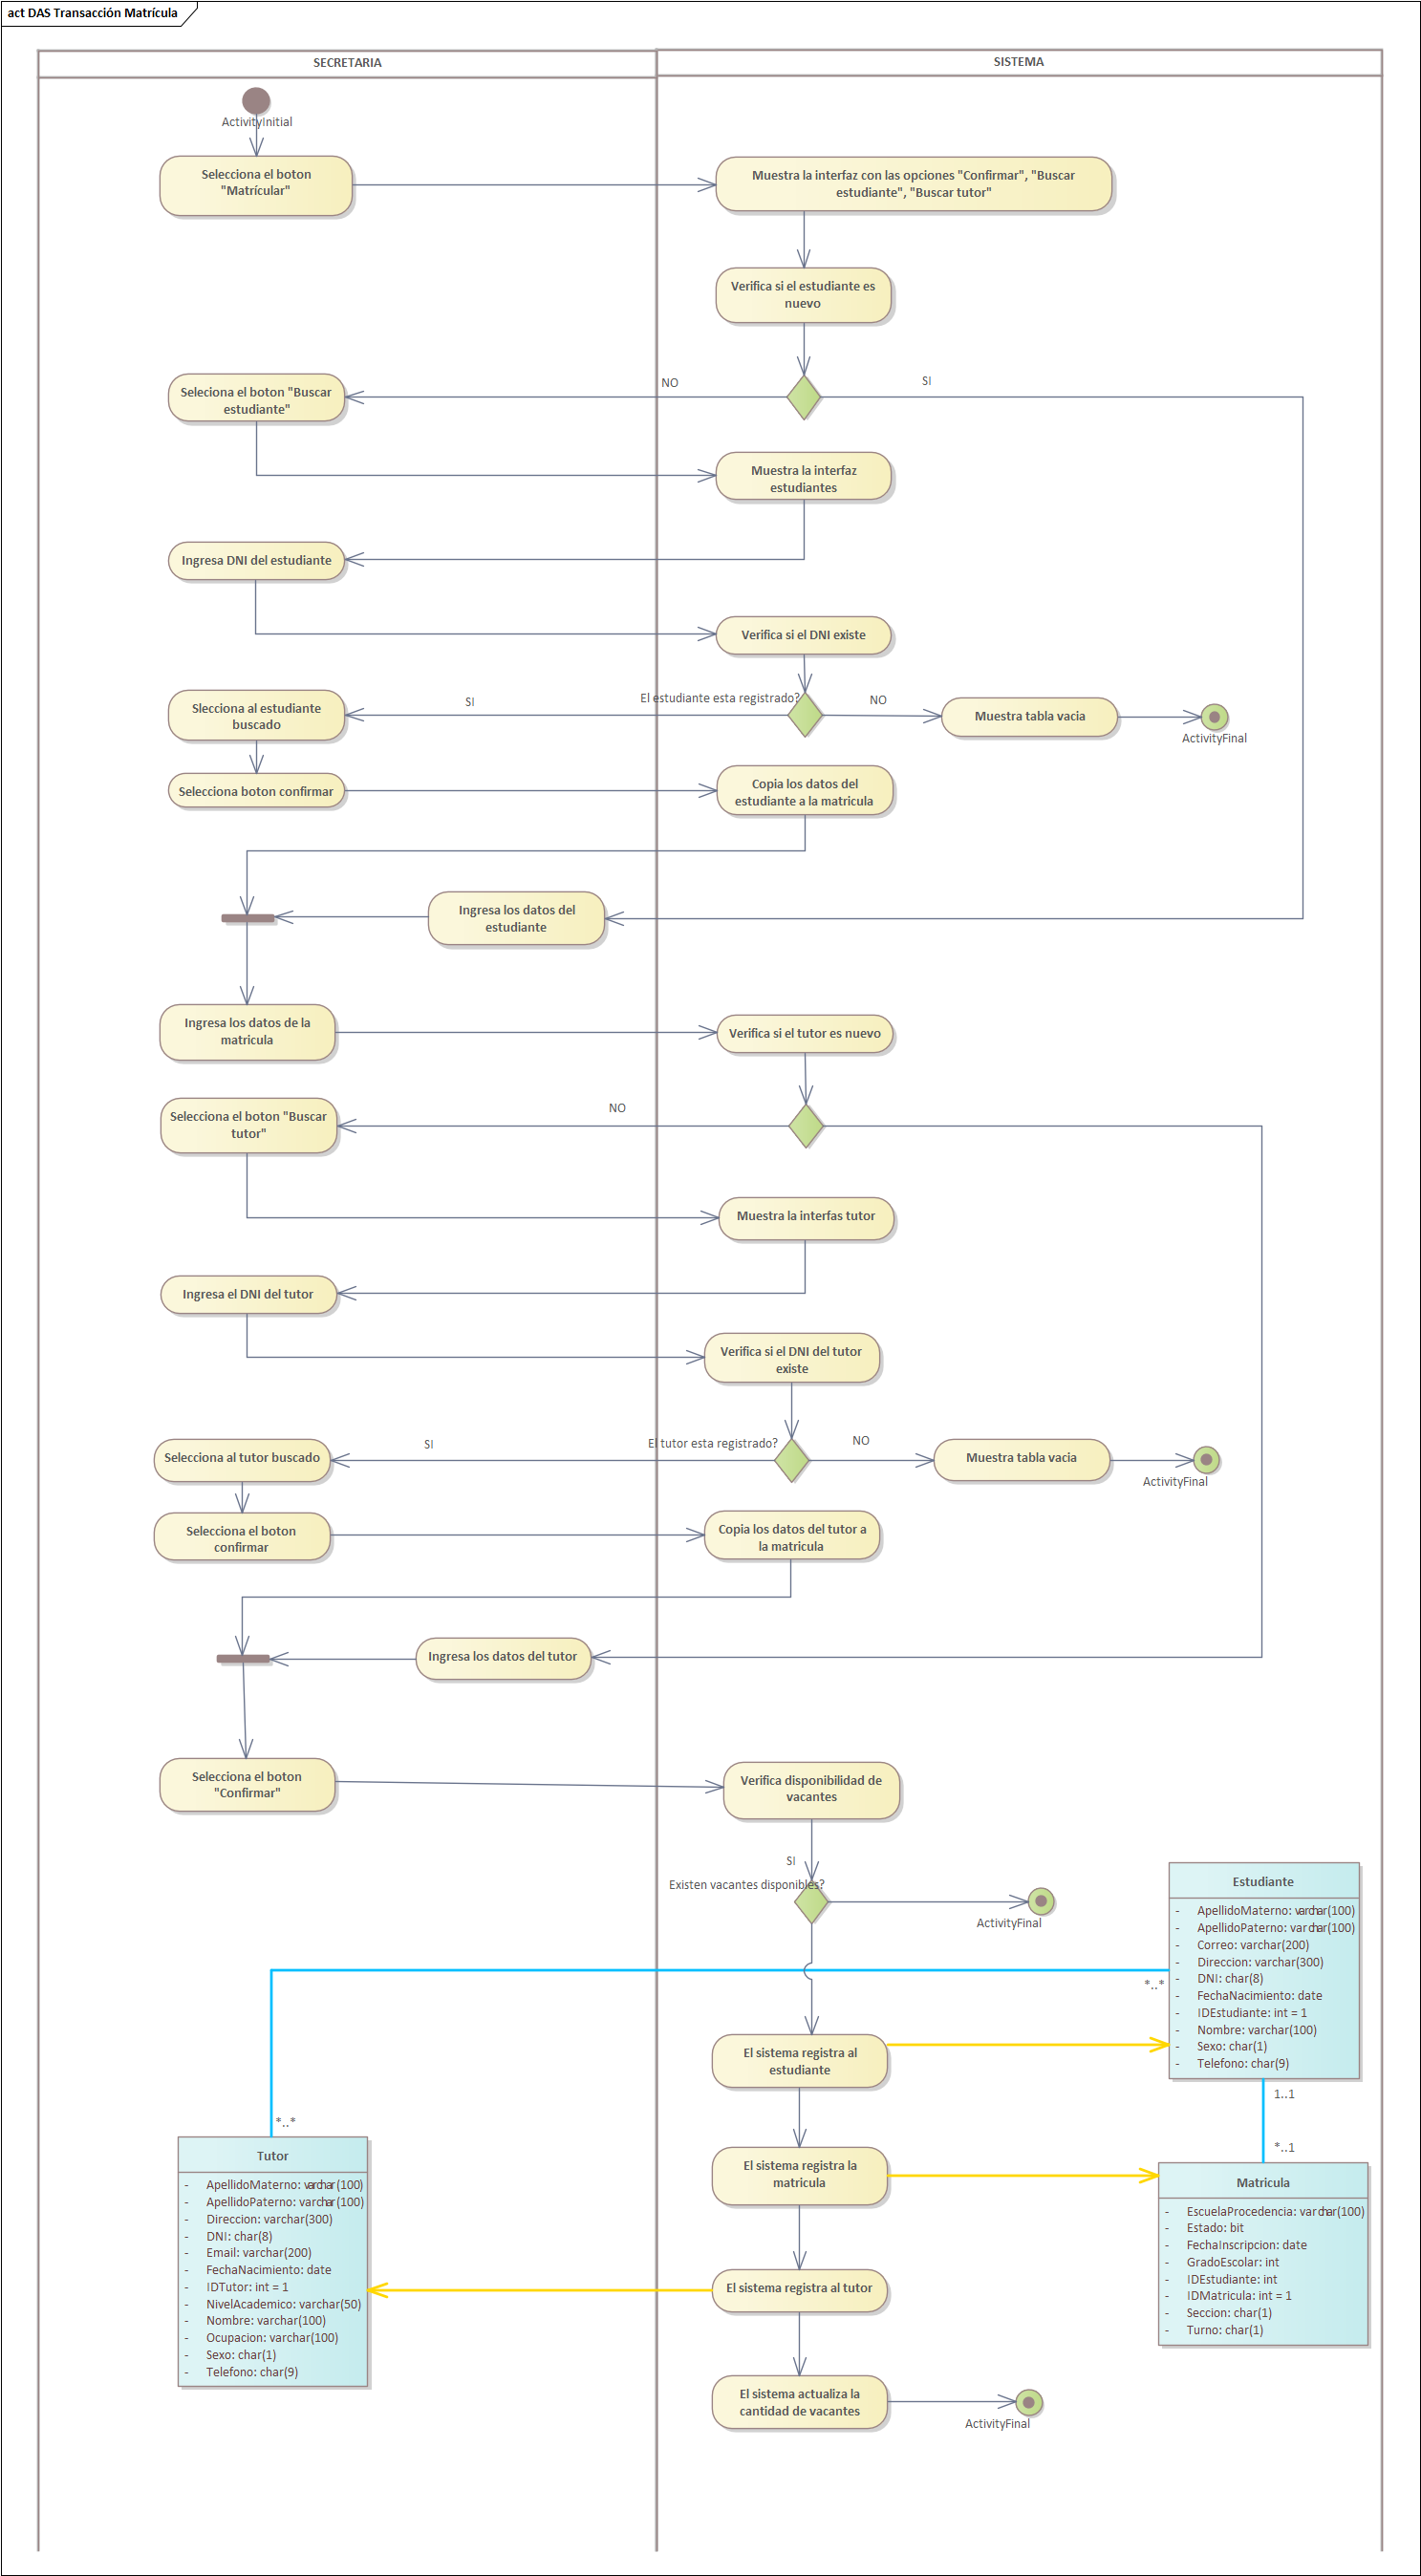 act DAS Transacción Matrícula
SECRETARIA
SISTEMA
ActivityInitial
Selecciona el boton
"Matrícular"
Muestra la interfaz con las opciones "Confirmar", "Buscar
estudiante", "Buscar tutor"
Verifica si el estudiante es
nuevo
NO
SI
Seleciona el boton "Buscar
estudiante"
Muestra la interfaz
estudiantes
Ingresa DNI del estudiante
Verifica si el DNI existe
El estudiante esta registrado?
SI
NO
Slecciona al estudiante
buscado
Muestra tabla vacia
ActivityFinal
Selecciona boton confirmar
Copia los datos del
estudiante a la matricula
Ingresa los datos del
estudiante
Ingresa los datos de la
matricula
Verifica si el tutor es nuevo
NO
Selecciona el boton "Buscar
tutor"
Muestra la interfas tutor
Ingresa el DNI del tutor
Verifica si el DNI del tutor
existe
El tutor esta registrado?
SI
NO
Selecciona al tutor buscado
Muestra tabla vacia
ActivityFinal
Selecciona el boton
confirmar
Copia los datos del tutor a
la matricula
Ingresa los datos del tutor
Selecciona el boton
"Confirmar"
Verifica disponibilidad de
vacantes
SI
Existen vacantes disponibles?
ActivityFinal
Estudiante
- ApellidoMaterno: varchar(100)
- ApellidoPaterno: varchar(100)
- Correo: varchar(200)
- Direccion: varchar(300)
- DNI: char(8)
- FechaNacimiento: date
- IDEstudiante: int = 1
- Nombre: varchar(100)
- Sexo: char(1)
- Telefono: char(9)
*..*
1..1
*..1
El sistema registra al
estudiante
*..*
Tutor
- ApellidoMaterno: varchar(100)
- ApellidoPaterno: varchar(100)
- Direccion: varchar(300)
- DNI: char(8)
- Email: varchar(200)
- FechaNacimiento: date
- IDTutor: int = 1
- NivelAcademico: varchar(50)
- Nombre: varchar(100)
- Ocupacion: varchar(100)
- Sexo: char(1)
- Telefono: char(9)
El sistema registra la
matricula
Matricula
- EscuelaProcedencia: varchar(100)
- Estado: bit
- FechaInscripcion: date
- GradoEscolar: int
- IDEstudiante: int
- IDMatricula: int = 1
- Seccion: char(1)
- Turno: char(1)
El sistema registra al tutor
El sistema actualiza la
cantidad de vacantes
ActivityFinal